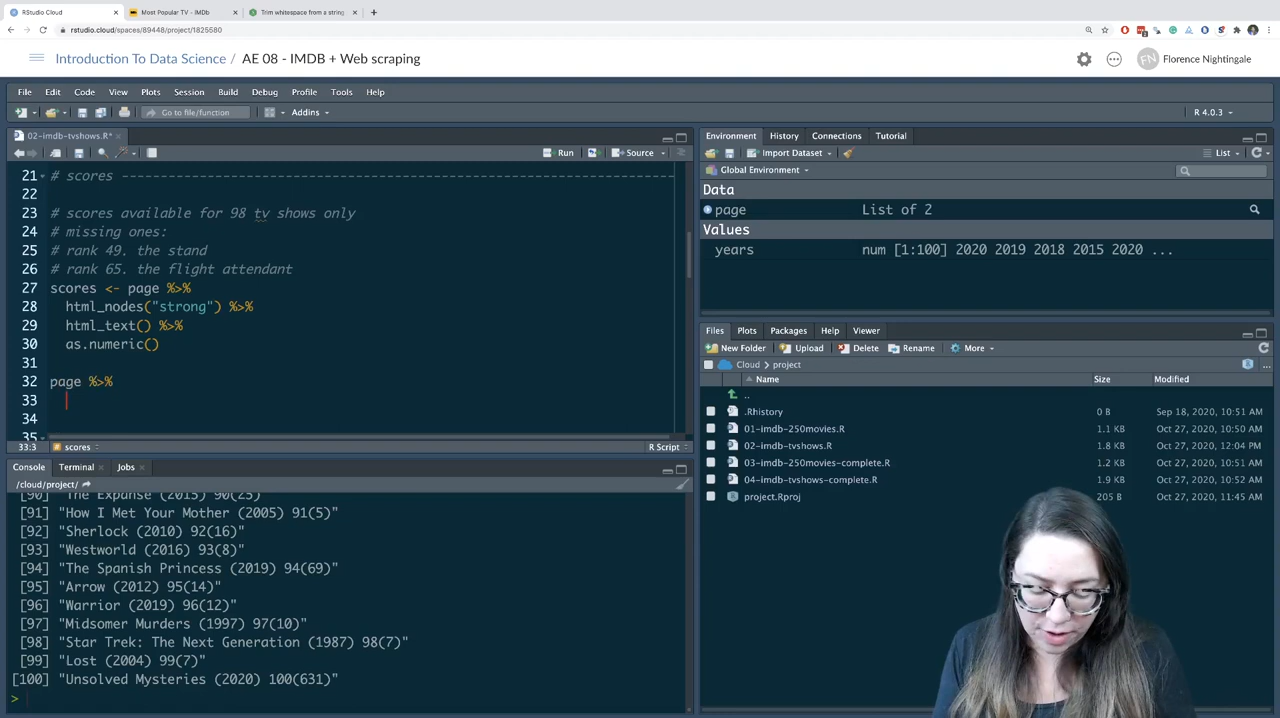 RStudio Cloud
Most Popular TV - IMDb
Trim whitespace from a string
rstudio.cloud/spaces/89448/project/1825580
Introduction To Data Science / AE 08 - IMDB + Web scraping
FN Florence Nightingale
File Edit Code View Plots Session Build Debug Profile Tools Help
Go to file/function Addins R 4.0.3
02-imdb-tvshows.R*
Run Source
21 # scores ------------------------------------------------------------------------
22
23 # scores available for 98 tv shows only
24 # missing ones:
25 # rank 49. the stand
26 # rank 65. the flight attendant
27 scores <- page %>%
28 html_nodes("strong") %>%
29 html_text() %>%
30 as.numeric()
31
32 page %>%
33
34
35
33:3 scores R Script
Console Terminal Jobs
/cloud/project/
[90] "The Expanse (2015) 90(25)"
[91] "How I Met Your Mother (2005) 91(5)"
[92] "Sherlock (2010) 92(16)"
[93] "Westworld (2016) 93(8)"
[94] "The Spanish Princess (2019) 94(69)"
[95] "Arrow (2012) 95(14)"
[96] "Warrior (2019) 96(12)"
[97] "Midsomer Murders (1997) 97(10)"
[98] "Star Trek: The Next Generation (1987) 98(7)"
[99] "Lost (2004) 99(7)"
[100] "Unsolved Mysteries (2020) 100(631)"
>
Environment History Connections Tutorial
Import Dataset List
Global Environment
Data
page List of 2
Values
years num [1:100] 2020 2019 2018 2015 2020 ...
Files Plots Packages Help Viewer
New Folder Upload Delete Rename More
Cloud > project
Name Size Modified
..
.Rhistory 0 B Sep 18, 2020, 10:51 AM
01-imdb-250movies.R 1.1 KB Oct 27, 2020, 10:50 AM
02-imdb-tvshows.R 1.8 KB Oct 27, 2020, 12:04 PM
03-imdb-250movies-complete.R 1.2 KB Oct 27, 2020, 10:51 AM
04-imdb-tvshows-complete.R 1.9 KB Oct 27, 2020, 10:52 AM
project.Rproj 205 B Oct 27, 2020, 11:45 AM